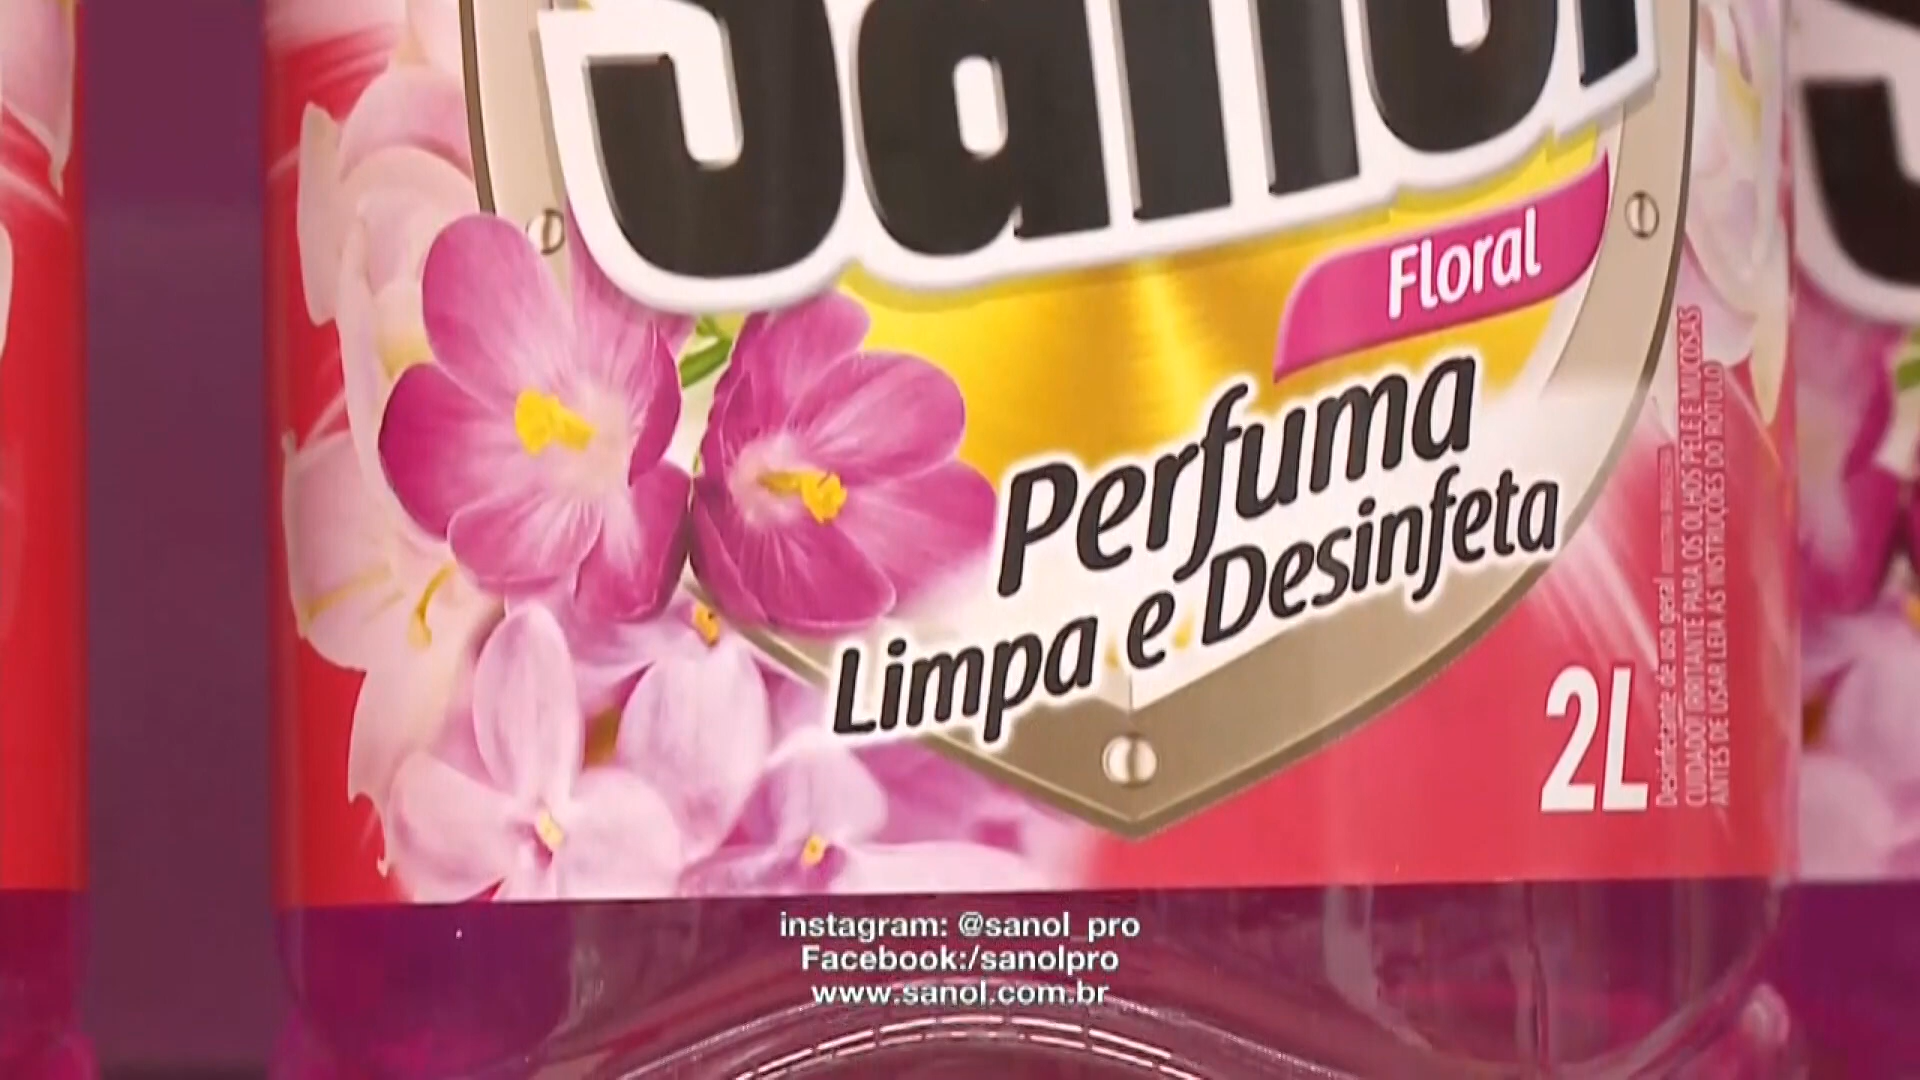 Sanol
Floral
Perfuma
Limpa e Desinfeta
2L
Desinfetante de uso geral
CUIDADO! IRRITANTE PARA OS OLHOS, PELE E MUCOSAS
ANTES DE USAR LEIA AS INSTRUÇÕES DO RÓTULO
instagram: @sanol_pro
Facebook:/sanolpro
www.sanol.com.br